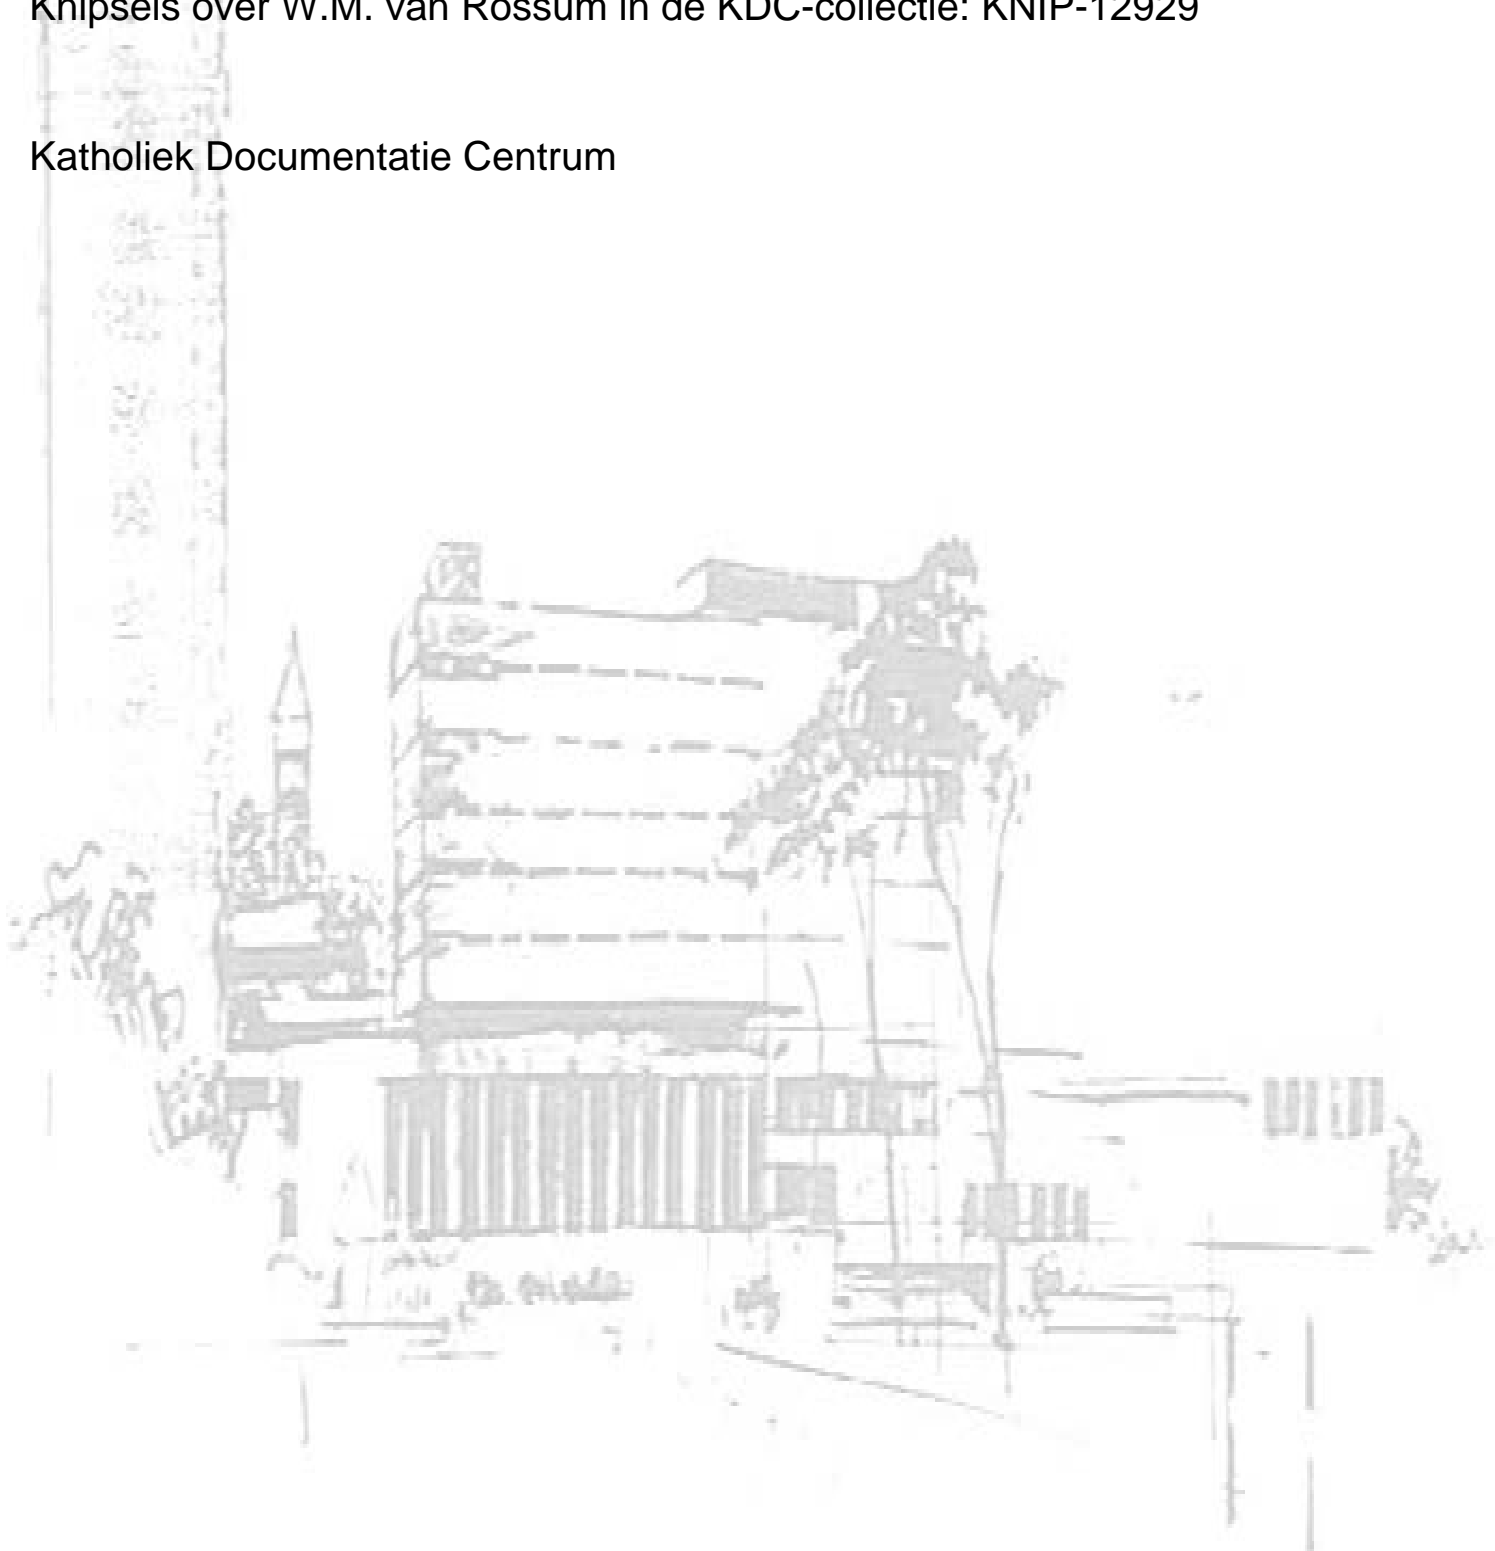 Knipsels over W.M. van Rossum in de KDC-collectie: KNIP-12929
Katholiek Documentatie Centrum